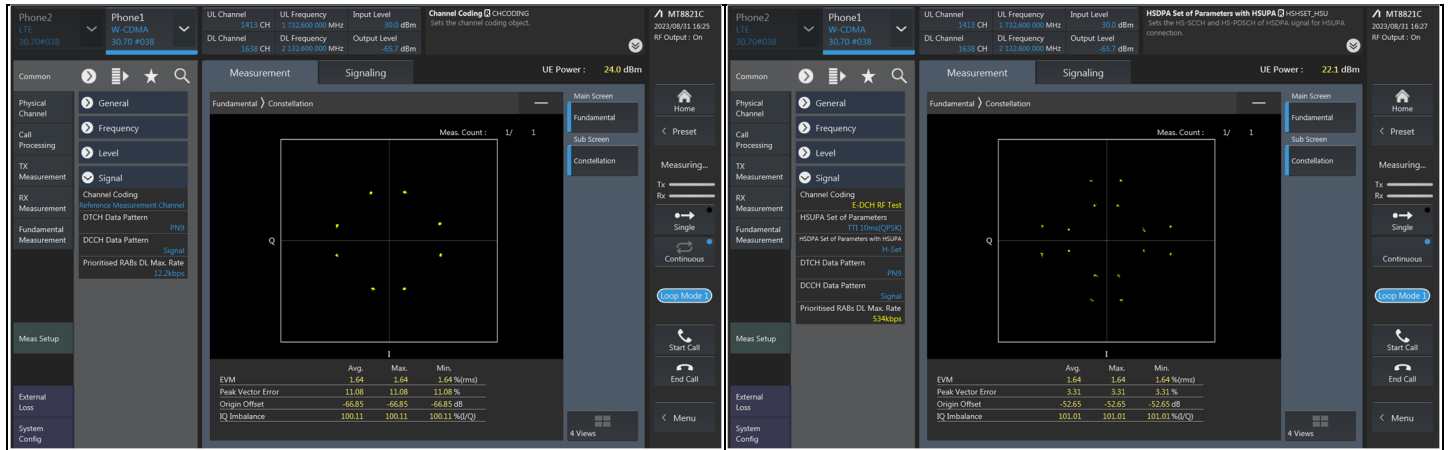 Phone2
LTE
30.70#038
Phone1
W-CDMA
30.70 #038
UL Channel
1413 CH
UL Frequency
1 732.600 000 MHz
Input Level
30.0 dBm
DL Channel
1638 CH
DL Frequency
2 132.600 000 MHz
Output Level
-65.7 dBm
Channel Coding R CHCODING
Sets the channel coding object.
MT8821C
2023/08/31 16:25
RF Output : On
Common
Physical
Channel
Call
Processing
TX
Measurement
RX
Measurement
Fundamental
Measurement
Meas Setup
External
Loss
System
Config
General
Frequency
Level
Signal
Channel Coding
Reference Measurement Channel
DTCH Data Pattern
PN9
DCCH Data Pattern
Signal
Prioritised RABs DL Max. Rate
12.2kbps
Measurement
Signaling
UE Power : 24.0 dBm
Fundamental 〉 Constellation
Meas. Count : 1/ 1
Q
I
Avg. Max. Min.
EVM 1.64 1.64 1.64 %(rms)
Peak Vector Error 11.08 11.08 11.08 %
Origin Offset -66.85 -66.85 -66.85 dB
IQ Imbalance 100.11 100.11 100.11 %(I/Q)
Main Screen
Fundamental
Sub Screen
Constellation
4 Views
Home
< Preset
Measuring...
Tx
Rx
Single
Continuous
Loop Mode 1
Start Call
End Call
< Menu
Phone2
LTE
30.70#038
Phone1
W-CDMA
30.70 #038
UL Channel
1413 CH
UL Frequency
1 732.600 000 MHz
Input Level
30.0 dBm
DL Channel
1638 CH
DL Frequency
2 132.600 000 MHz
Output Level
-65.7 dBm
HSDPA Set of Parameters with HSUPA R HSHSET_HSU
Sets the HS-SCCH and HS-PDSCH of HSDPA signal for HSUPA
connection.
MT8821C
2023/08/31 16:27
RF Output : On
Common
Physical
Channel
Call
Processing
TX
Measurement
RX
Measurement
Fundamental
Measurement
Meas Setup
External
Loss
System
Config
General
Frequency
Level
Signal
Channel Coding
E-DCH RF Test
HSUPA Set of Parameters
TTI 10ms(QPSK)
HSDPA Set of Parameters with HSUPA
H-Set
DTCH Data Pattern
PN9
DCCH Data Pattern
Signal
Prioritised RABs DL Max. Rate
534kbps
Measurement
Signaling
UE Power : 22.1 dBm
Fundamental 〉 Constellation
Meas. Count : 1/ 1
Q
I
Avg. Max. Min.
EVM 1.64 1.64 1.64 %(rms)
Peak Vector Error 3.31 3.31 3.31 %
Origin Offset -52.65 -52.65 -52.65 dB
IQ Imbalance 101.01 101.01 101.01 %(I/Q)
Main Screen
Fundamental
Sub Screen
Constellation
4 Views
Home
< Preset
Measuring...
Tx
Rx
Single
Continuous
Loop Mode 1
Start Call
End Call
< Menu